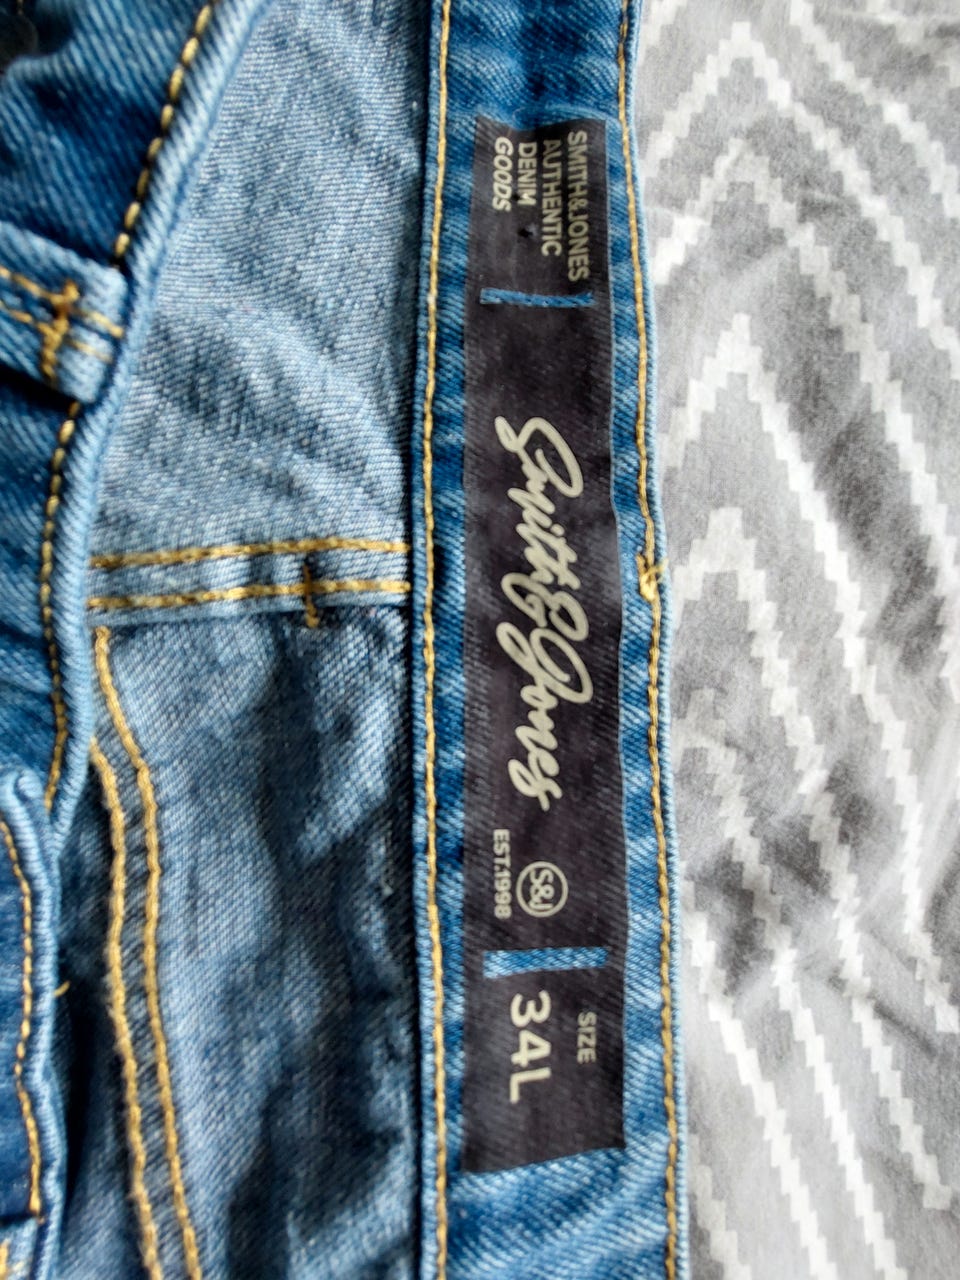 SMITH&JONES
AUTHENTIC
DENIM
GOODS
Smith&Jones
S&J
EST.1998
SIZE
34L